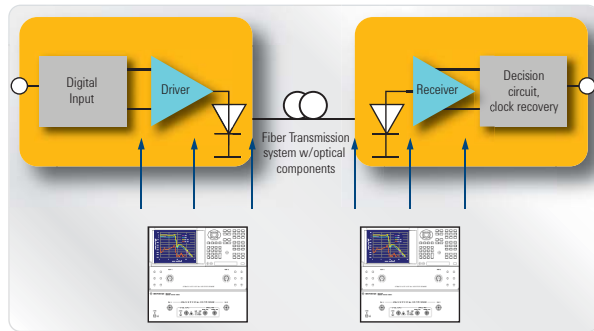 Digital
Input
Driver
Fiber Transmission
system w/optical
components
Receiver
Decision
circuit,
clock recovery